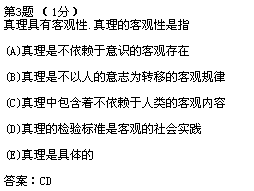 第3题 (1分)
真理具有客观性.真理的客观性是指
(A)真理是不依赖于意识的客观存在
(B)真理是不以人的意志为转移的客观规律
(C)真理中包含着不依赖于人类的客观内容
(D)真理的检验标准是客观的社会实践
(E)真理是具体的
答案：CD